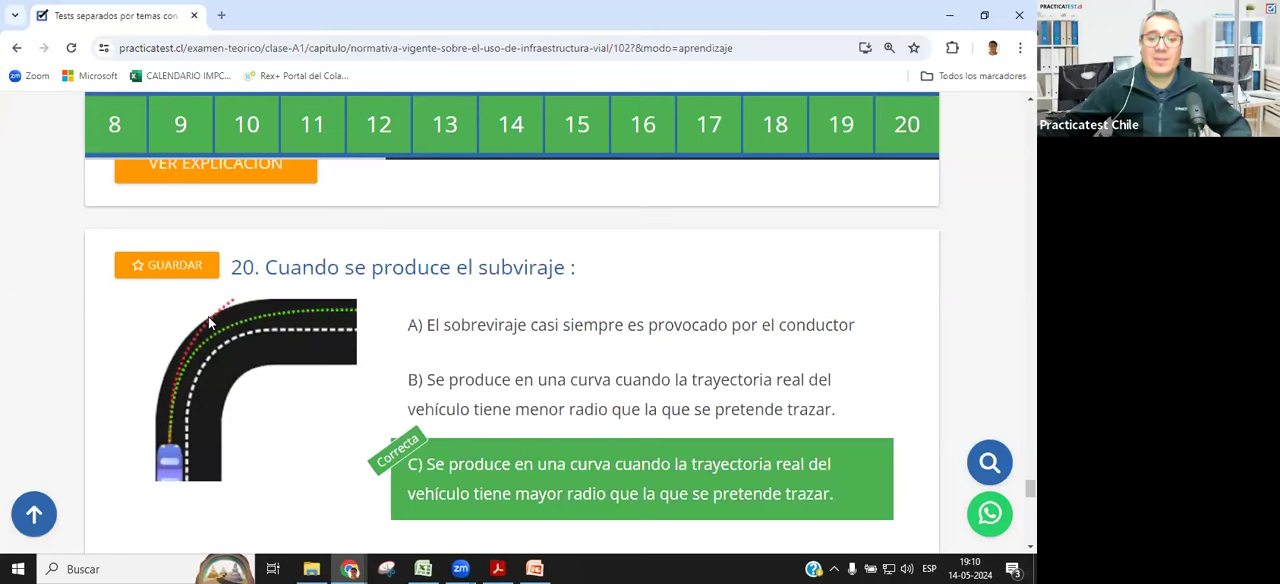 Tests separados por temas con
practicatest.cl/examen-teorico/clase-A1/capitulo/normativa-vigente-sobre-el-uso-de-infraestructura-vial/102?&modo=aprendizaje
Zoom
Microsoft
CALENDARIO IMPC...
Rex+ Portal del Cola...
Todos los marcadores
PRACTICATEST.cl
Practicatest Chile
8 9 10 11 12 13 14 15 16 17 18 19 20
VER EXPLICACIÓN
GUARDAR
20. Cuando se produce el subviraje :
A) El sobreviraje casi siempre es provocado por el conductor
B) Se produce en una curva cuando la trayectoria real del
vehículo tiene menor radio que la que se pretende trazar.
Correcta
C) Se produce en una curva cuando la trayectoria real del
vehículo tiene mayor radio que la que se pretende trazar.
Buscar
zm
ESP
19:10
14-05-2024
3